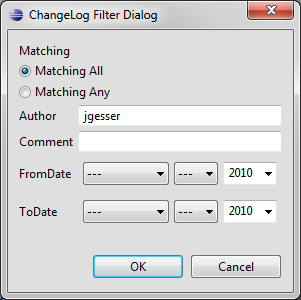 ChangeLog Filter Dialog
Matching
Matching All
Matching Any
Author jgesser
Comment
FromDate --- --- 2010
ToDate --- --- 2010
OK Cancel